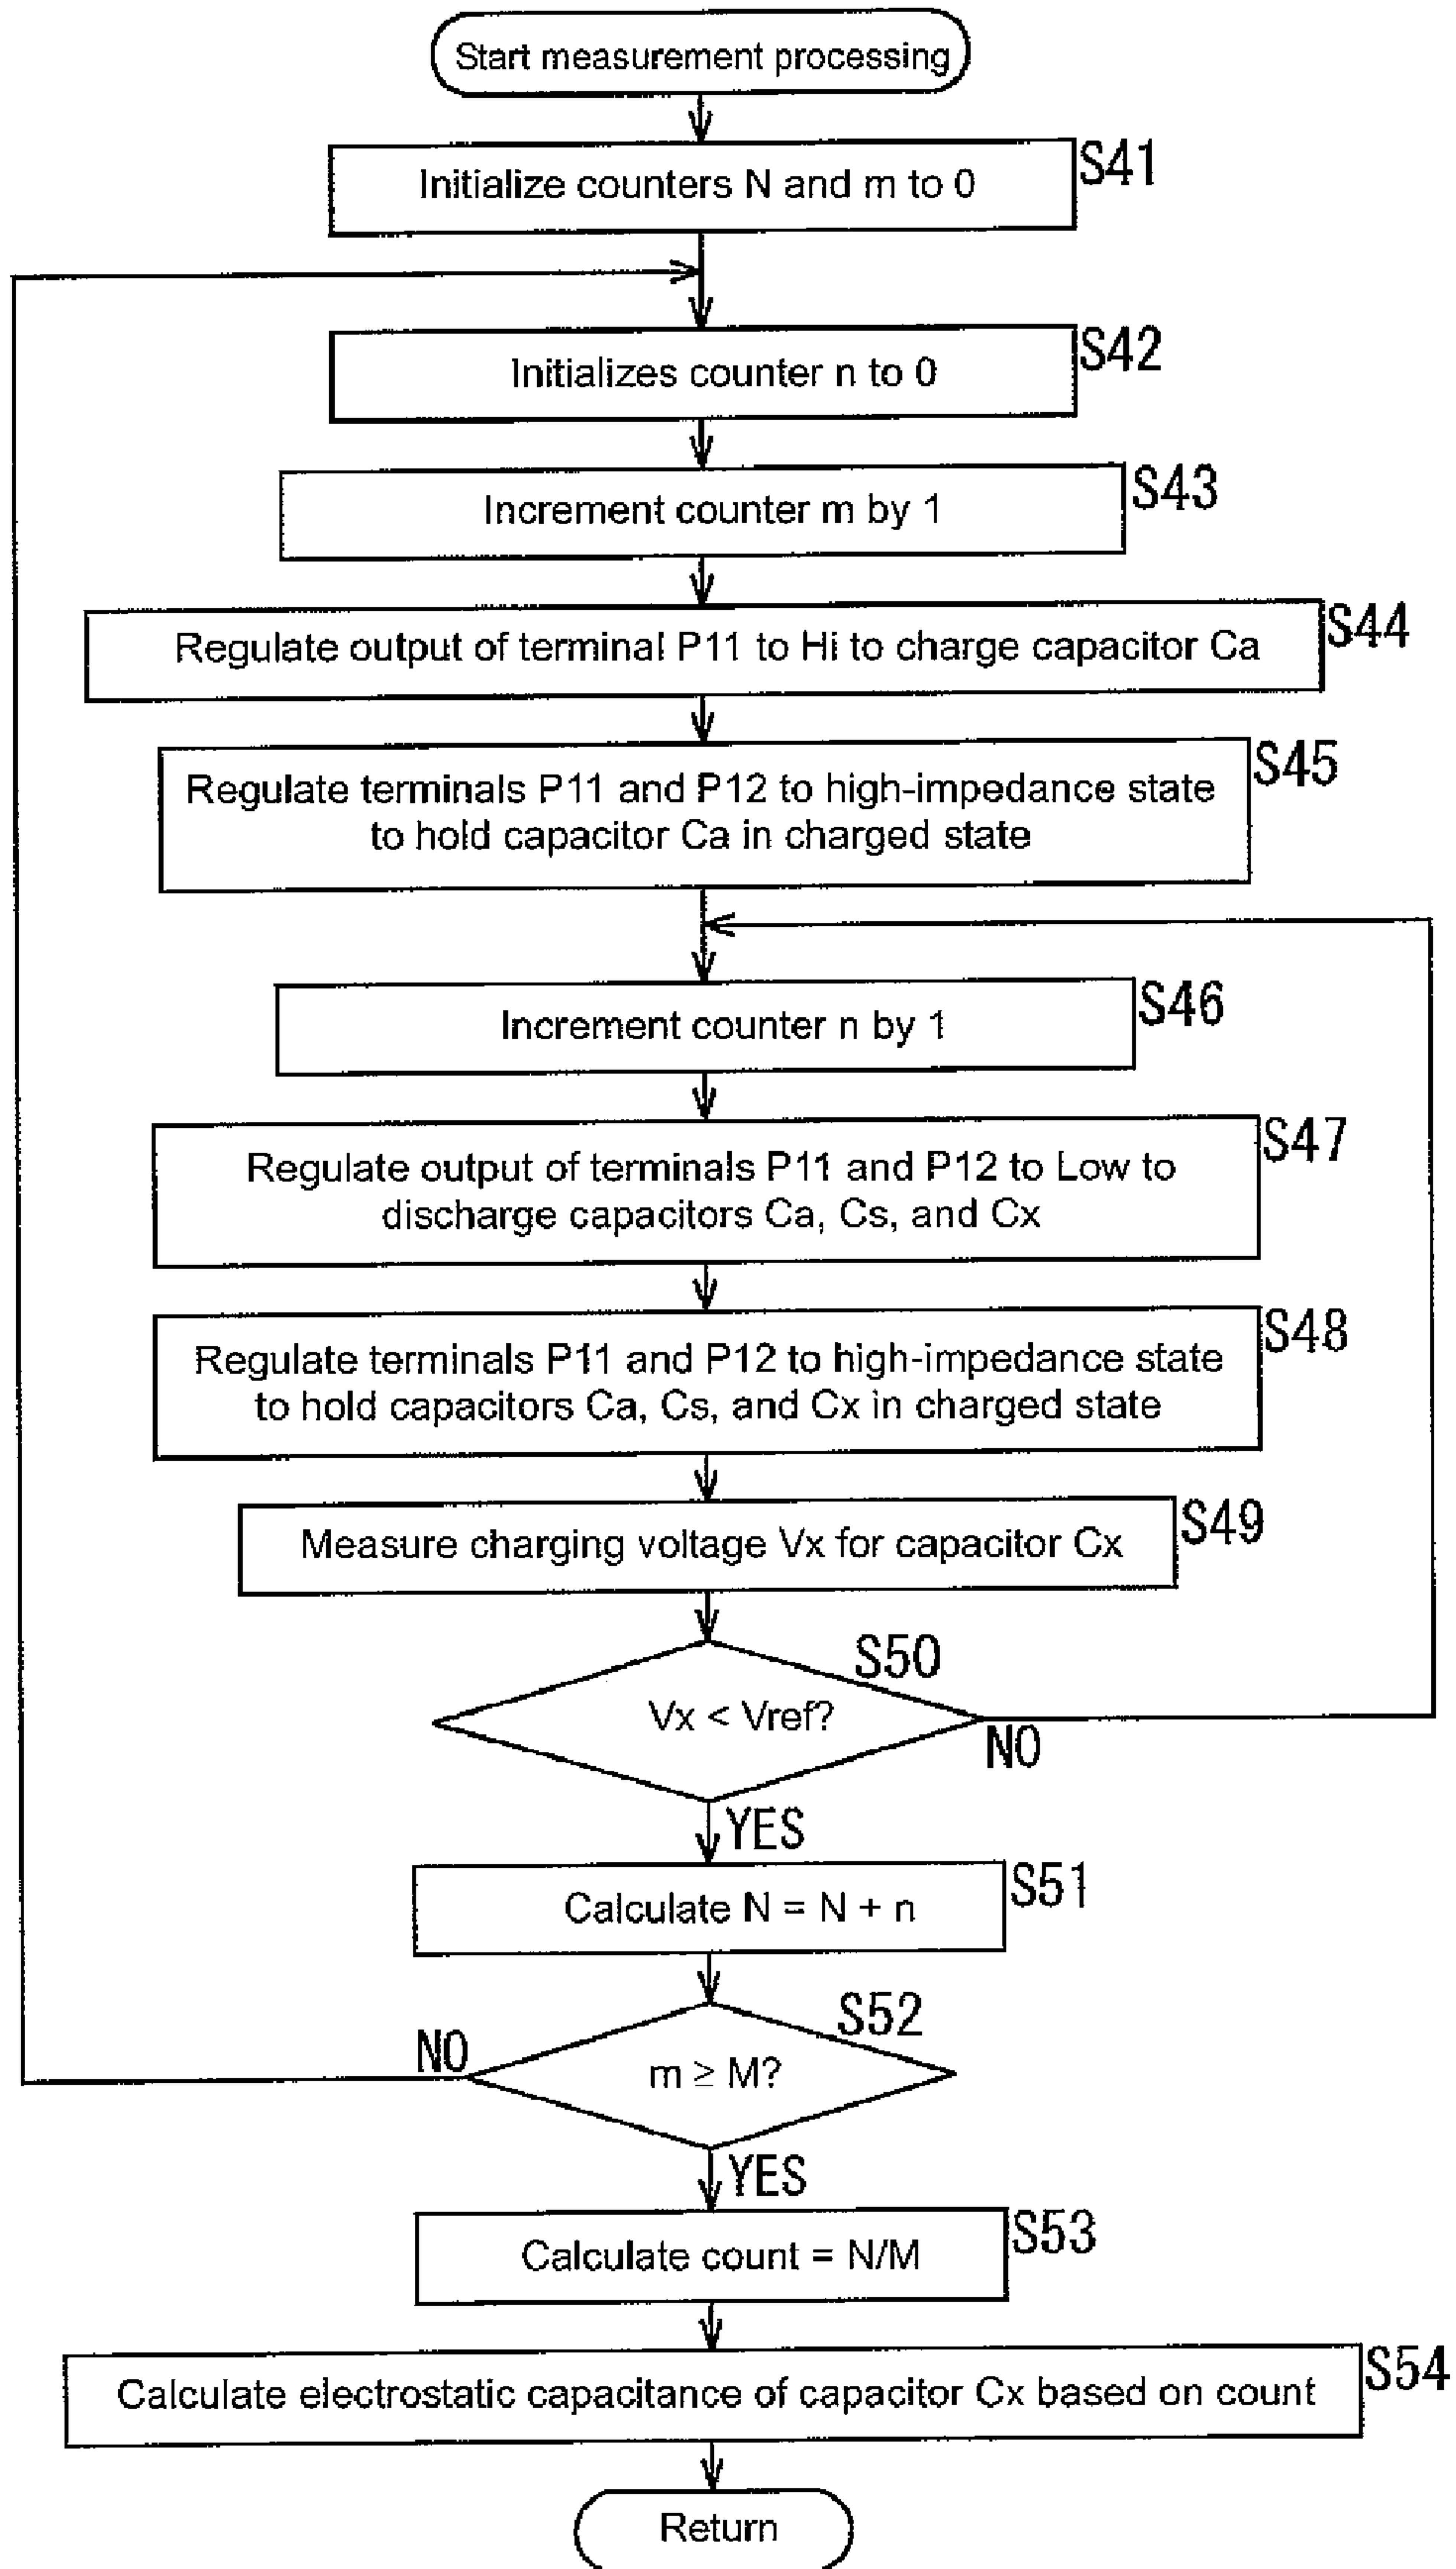 Start measurement processing
S41
Initialize counters N and m to 0
S42
Initializes counter n to 0
S43
Increment counter m by 1
S44
Regulate output of terminal P11 to Hi to charge capacitor Ca
S45
Regulate terminals P11 and P12 to high-impedance state
to hold capacitor Ca in charged state
S46
Increment counter n by 1
S47
Regulate output of terminals P11 and P12 to Low to
discharge capacitors Ca, Cs, and Cx
S48
Regulate terminals P11 and P12 to high-impedance state
to hold capacitors Ca, Cs, and Cx in charged state
S49
Measure charging voltage Vx for capacitor Cx
S50
Vx < Vref?
NO
YES
S51
Calculate N = N + n
S52
NO
m ≥ M?
YES
S53
Calculate count = N/M
S54
Calculate electrostatic capacitance of capacitor Cx based on count
Return